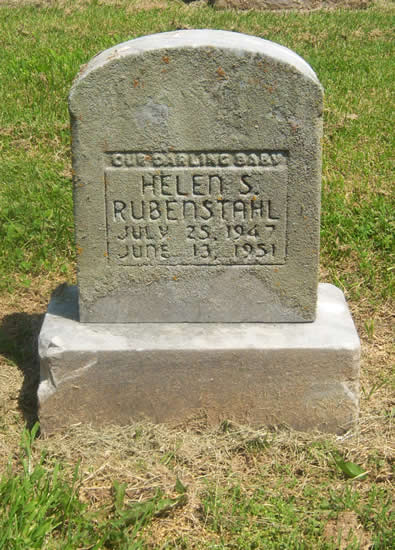 OUR DARLING BABY
HELEN S.
RUBENSTAHL
JULY 25, 1947
JUNE 13, 1951